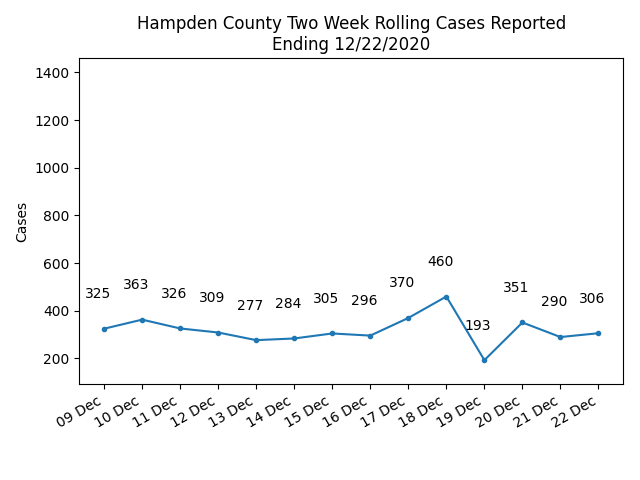 Hampden County Two Week Rolling Cases Reported
Ending 12/22/2020
1400
1200
1000
800
600
400
200
Cases
325
363
326
309
277
284
305
296
370
460
193
351
290
306
09 Dec
10 Dec
11 Dec
12 Dec
13 Dec
14 Dec
15 Dec
16 Dec
17 Dec
18 Dec
19 Dec
20 Dec
21 Dec
22 Dec